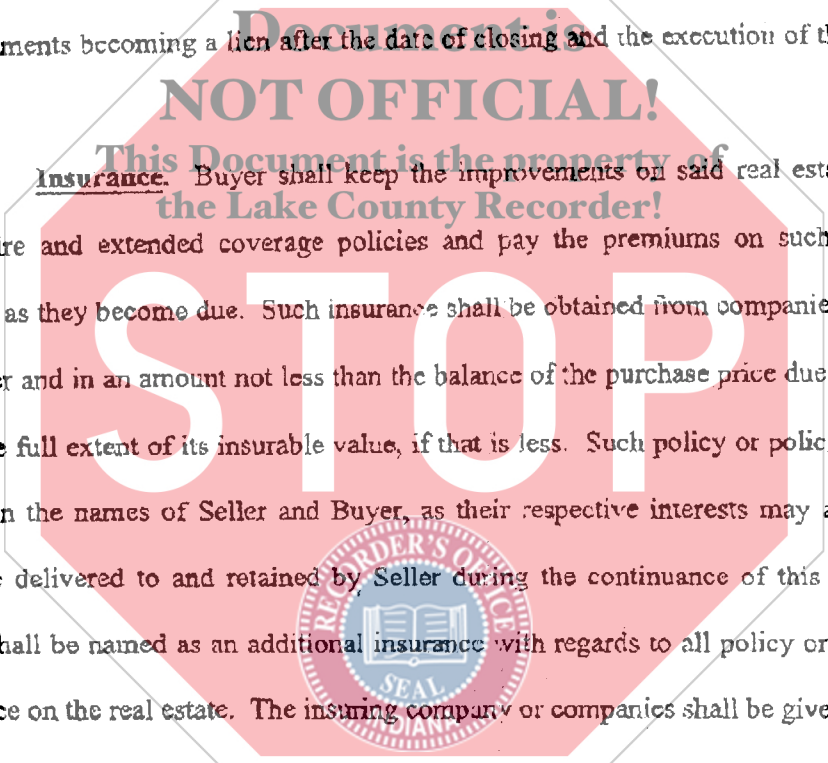 Document is
ments becoming a lien after the date of closing and the execution of t
NOT OFFICIAL!
This Document is the property of
Insurance. Buyer shall keep the improvements on said real est
the Lake County Recorder!
re and extended coverage policies and pay the premiums on such
as they become due. Such insurance shall be obtained from companie
r and in an amount not less than the balance of the purchase price due
e full extent of its insurable value, if that is less. Such policy or polic
n the names of Seller and Buyer, as their respective interests may a
delivered to and retained by Seller during the continuance of this
hall be named as an additional insurance with regards to all policy or
ce on the real estate. The insuring company or companies shall be give
STOP
RECORDER'S OFFICE
SEAL
INDIANA